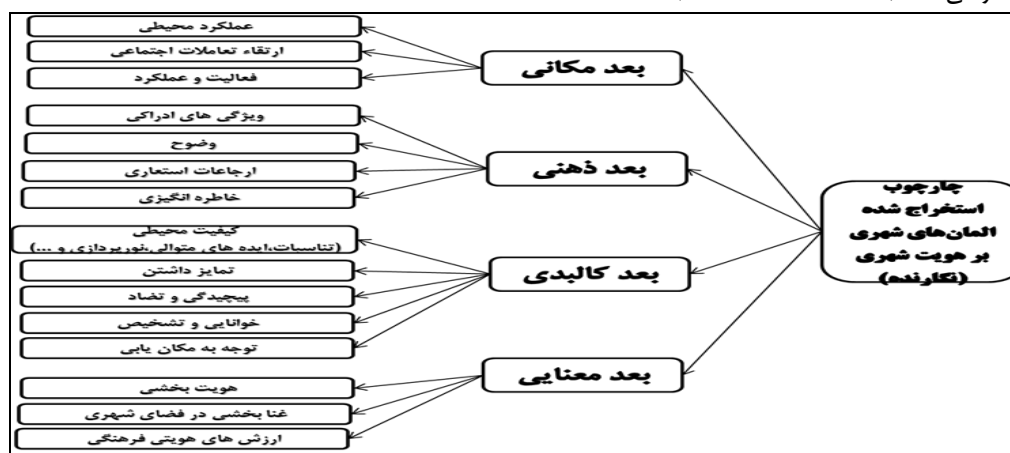 چارچوب
استخراج شده
المان‌های شهری
بر هویت شهری
(نگارنده)
بعد مکانی
عملکرد محیطی
ارتقاء تعاملات اجتماعی
فعالیت و عملکرد
بعد ذهنی
ویژگی های ادراکی
وضوح
ارجاعات استعاری
خاطره انگیزی
بعد کالبدی
کیفیت محیطی
(تناسبات،ایده های متوالی،نورپردازی و ...)
تمایز داشتن
پیچیدگی و تضاد
خوانایی و تشخیص
توجه به مکان یابی
بعد معنایی
هویت بخشی
غنا بخشی در فضای شهری
ارزش های هویتی فرهنگی